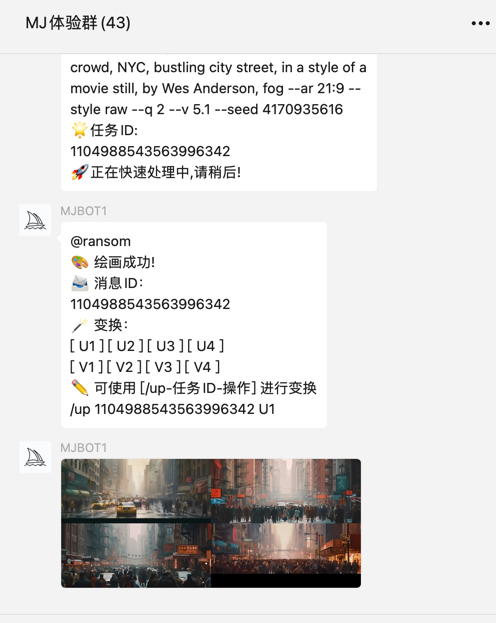 MJ体验群(43)
crowd, NYC, bustling city street, in a style of a
movie still, by Wes Anderson, fog --ar 21:9 --
style raw --q 2 --v 5.1 --seed 4170935616
🌟任务ID:
1104988543563996342
🚀正在快速处理中,请稍后!
MJBOT1
@ransom
🎨 绘画成功!
📨 消息ID：
1104988543563996342
🪄 变换：
[ U1 ] [ U2 ] [ U3 ] [ U4 ]
[ V1 ] [ V2 ] [ V3 ] [ V4 ]
✏️ 可使用 [/up-任务ID-操作] 进行变换
/up 1104988543563996342 U1
MJBOT1